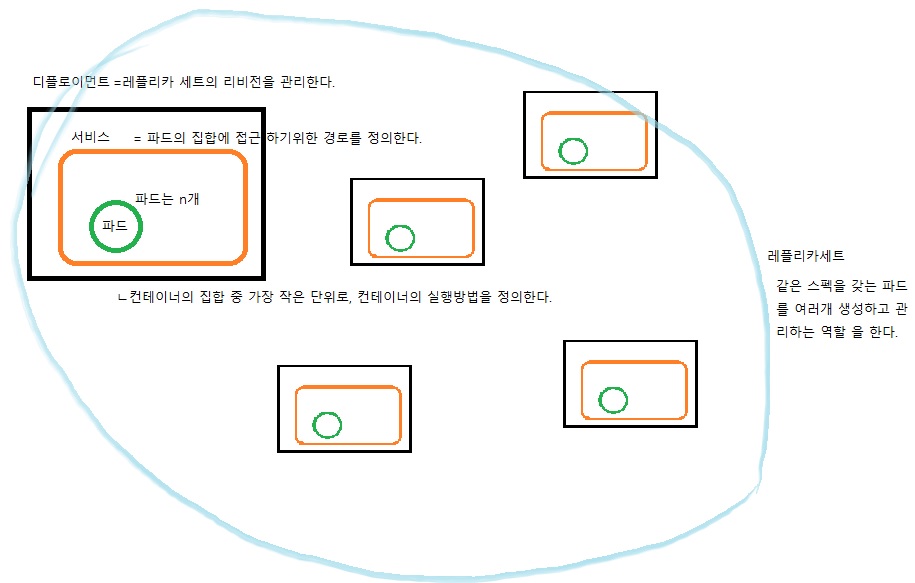 디플로이먼트 =레플리카 세트의 리비전을 관리한다.
서비스 = 파드의 집합에 접근 하기위한 경로를 정의한다.
파드는 n개
파드
ㄴ컨테이너의 집합 중 가장 작은 단위로, 컨테이너의 실행방법을 정의한다.
레플리카세트
같은 스펙을 갖는 파드
를 여러개 생성하고 관
리하는 역할 을 한다.